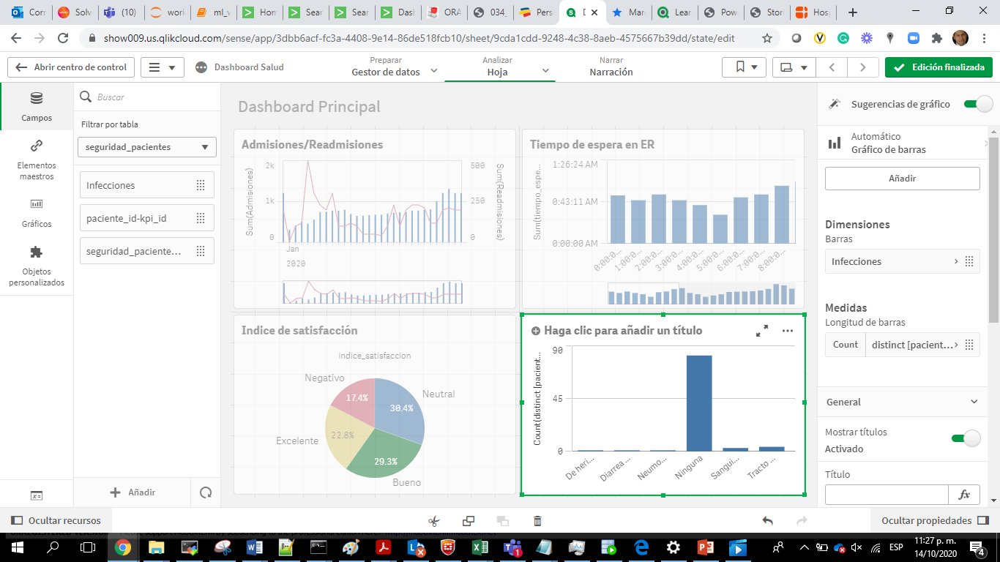 Corr
Solv
(10)
work
ml_v
Hom
Sear
Sear
Dash
ORA
034_
Pers
D
Mar
Lear
Pow
Stor
Hosp
show009.us.qlikcloud.com/sense/app/3dbb6acf-fc3a-4408-9e14-86de518fcb10/sheet/9cda1cdd-9248-4c38-8aeb-4575667b39dd/state/edit
Abrir centro de control
Dashboard Salud
Preparar
Gestor de datos
Analizar
Hoja
Narrar
Narración
Edición finalizada
Campos
Elementos
maestros
Gráficos
Objetos
personalizados
Buscar
Filtrar por tabla
seguridad_pacientes
Infecciones
paciente_id-kpi_id
seguridad_paciente...
Añadir
Dashboard Principal
Admisiones/Readmisiones
Sum(Admisiones)
2k
1k
0
500
250
0
Sum(Readmisiones)
Jan
2020
Tiempo de espera en ER
Sum(tiempo_espe...
1:26:24 AM
0:43:11 AM
0:00:00 AM
0:00:0...
1:00:0...
2:00:0...
3:00:0...
4:00:0...
5:00:0...
6:00:0...
7:00:0...
8:00:0...
Indice de satisfacción
indice_satisfaccion
Negativo
17.4%
Neutral
30.4%
Excelente
22.8%
29.3%
Bueno
Haga clic para añadir un título
Count(distinct [pacient...
90
45
0
De heri...
Diarrea ...
Neumo...
Ninguna
Sangui...
Tracto ...
Sugerencias de gráfico
Automático
Gráfico de barras
Añadir
Dimensiones
Barras
Infecciones
Medidas
Longitud de barras
Count
distinct [pacient...
General
Mostrar títulos
Activado
Título
fx
Ocultar recursos
Ocultar propiedades
ESP
11:27 p. m.
14/10/2020
4
1